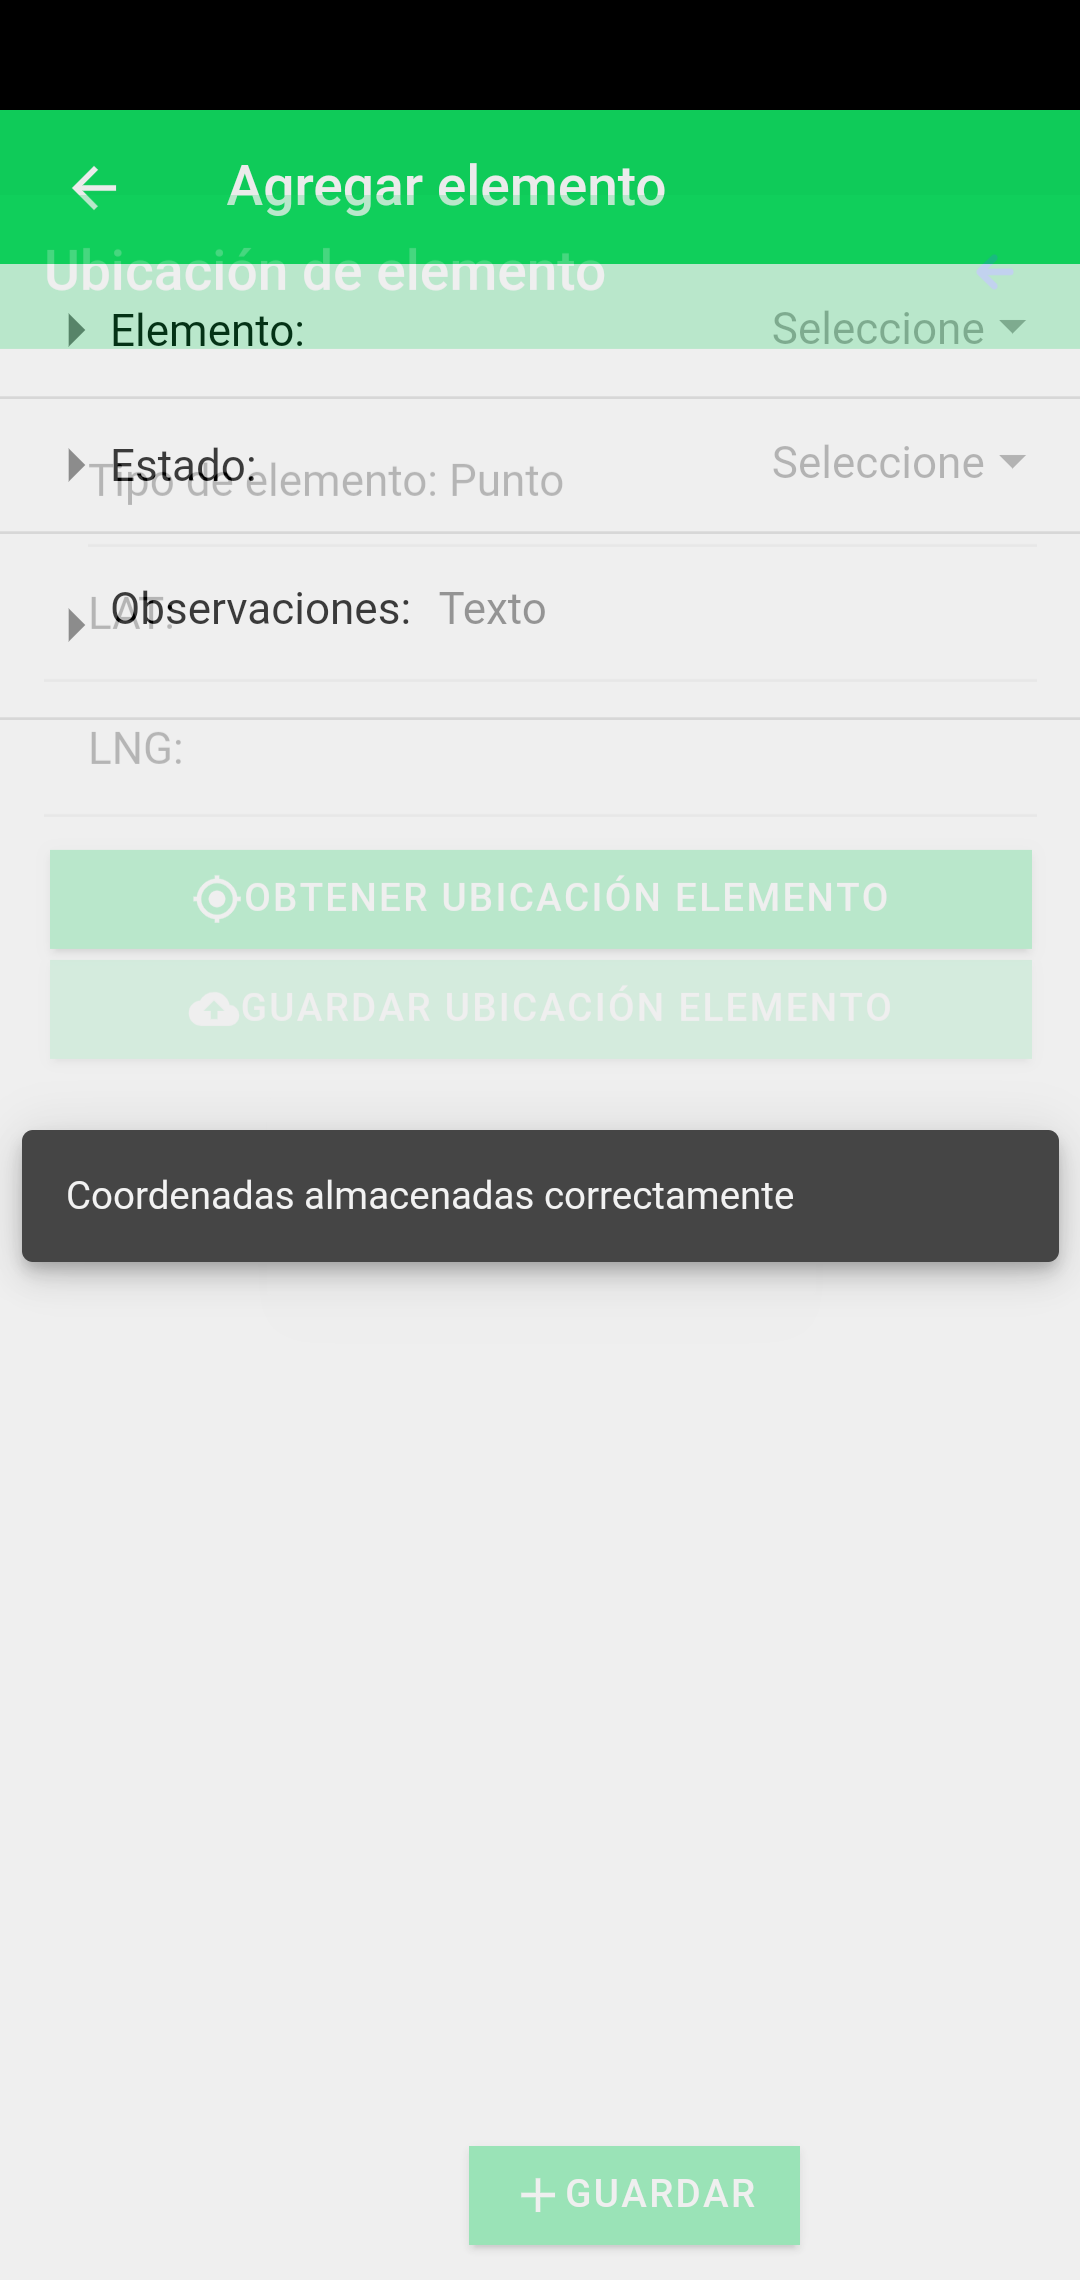 Agregar elemento
Ubicación de elemento
Elemento: Seleccione
Estado: Seleccione
Tipo de elemento: Punto
Observaciones: Texto
LAT:
LNG:
OBTENER UBICACIÓN ELEMENTO
GUARDAR UBICACIÓN ELEMENTO
Coordenadas almacenadas correctamente
GUARDAR